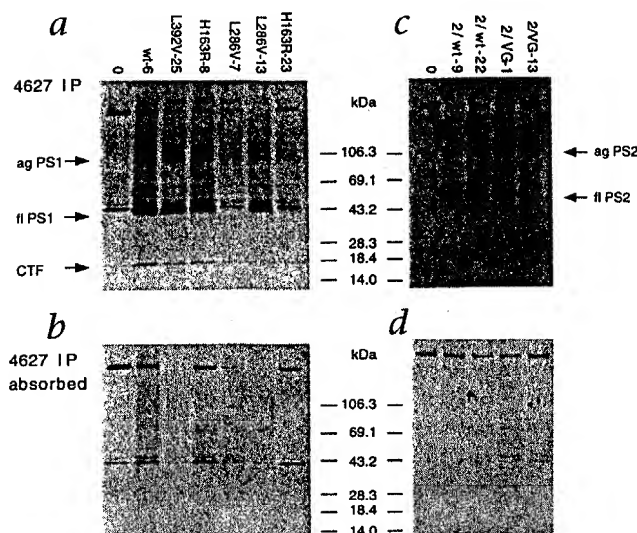 a
0
wt-6
L392V-25
H163R-8
L286V-7
L286V-13
H163R-23
4627 IP
ag PS1
fl PS1
CTF
kDa
106.3
69.1
43.2
28.3
18.4
14.0
c
0
2/wt-9
2/wt-22
2/VG-1
2/VG-13
ag PS2
fl PS2
b
4627 IP
absorbed
kDa
106.3
69.1
43.2
28.3
18.4
14.0
d